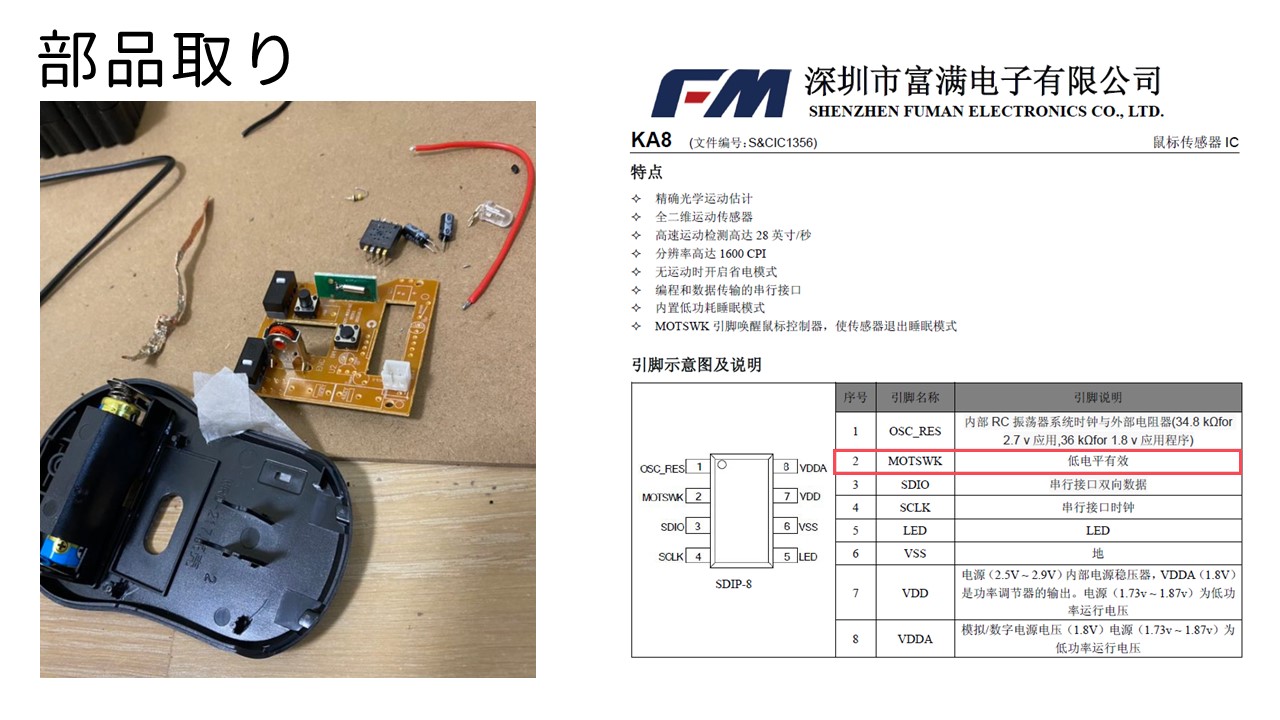 部品取り
FM 深圳市富满电子有限公司
SHENZHEN FUMAN ELECTRONICS CO., LTD.
KA8 (文件编号:S&CIC1356) 鼠标传感器 IC
特点
✧ 精确光学运动估计
✧ 全二维运动传感器
✧ 高速运动检测高达 28 英寸/秒
✧ 分辨率高达 1600 CPI
✧ 无运动时开启省电模式
✧ 编程和数据传输的串行接口
✧ 内置低功耗睡眠模式
✧ MOTSWK 引脚唤醒鼠标控制器，使传感器退出睡眠模式
引脚示意图及说明
OSC_RES 1 8 VDDA
MOTSWK 2 7 VDD
SDIO 3 6 VSS
SCLK 4 5 LED
SDIP-8
序号 引脚名称 引脚说明
1 OSC_RES 内部 RC 振荡器系统时钟与外部电阻器(34.8 kΩfor
2.7 v 应用,36 kΩfor 1.8 v 应用程序)
2 MOTSWK 低电平有效
3 SDIO 串行接口双向数据
4 SCLK 串行接口时钟
5 LED LED
6 VSS 地
7 VDD 电源（2.5V～2.9V）内部电源稳压器，VDDA（1.8V）
是功率调节器的输出。电源（1.73v～1.87v）为低功
率运行电压
8 VDDA 模拟/数字电源电压（1.8V）电源（1.73v～1.87v）为
低功率运行电压